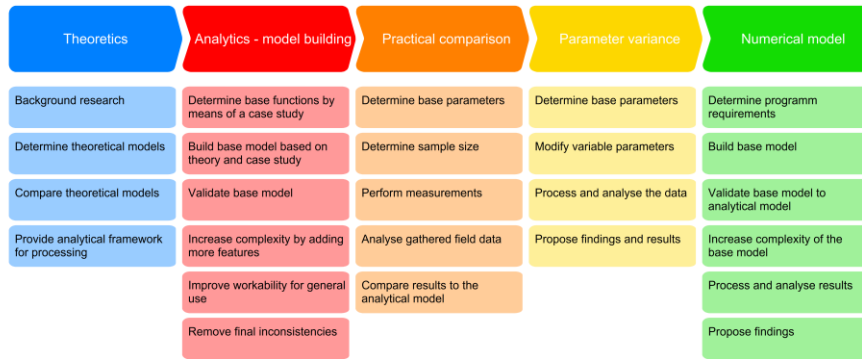 Theoretics
Analytics - model building
Practical comparison
Parameter variance
Numerical model
Background research
Determine theoretical models
Compare theoretical models
Provide analytical framework
for processing
Determine base functions by
means of a case study
Build base model based on
theory and case study
Validate base model
Increase complexity by adding
more features
Improve workability for general
use
Remove final inconsistencies
Determine base parameters
Determine sample size
Perform measurements
Analyse gathered field data
Compare results to the
analytical model
Determine base parameters
Modify variable parameters
Process and analyse the data
Propose findings and results
Determine programm
requirements
Build base model
Validate base model to
analytical model
Increase complexity of the
base model
Process and analyse results
Propose findings